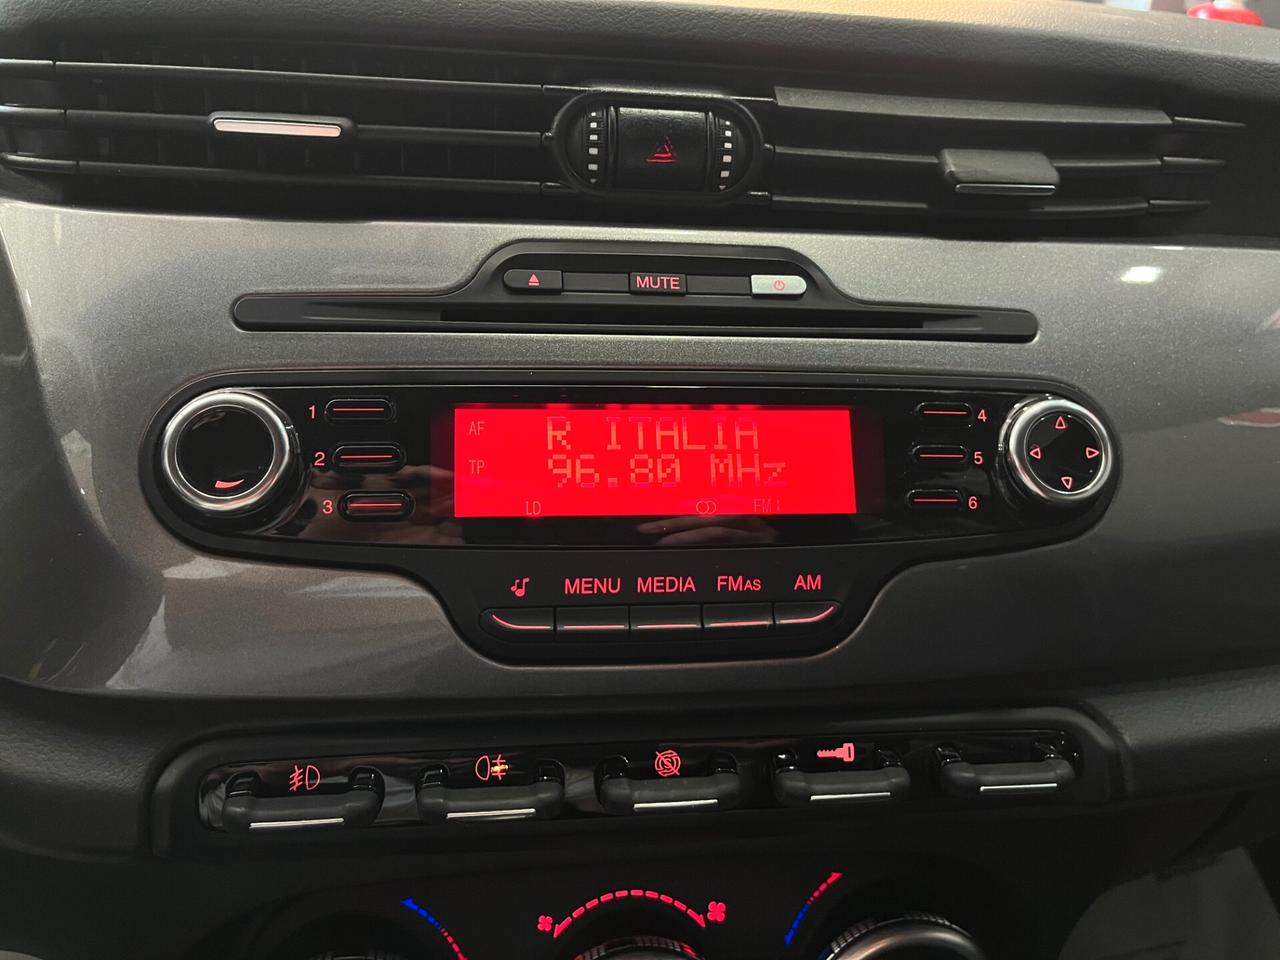 MUTE
1
2
3
AF
R ITALIA
TP
96.80 MHz
LD
FM1
4
5
6
MENU
MEDIA
FMAS
AM